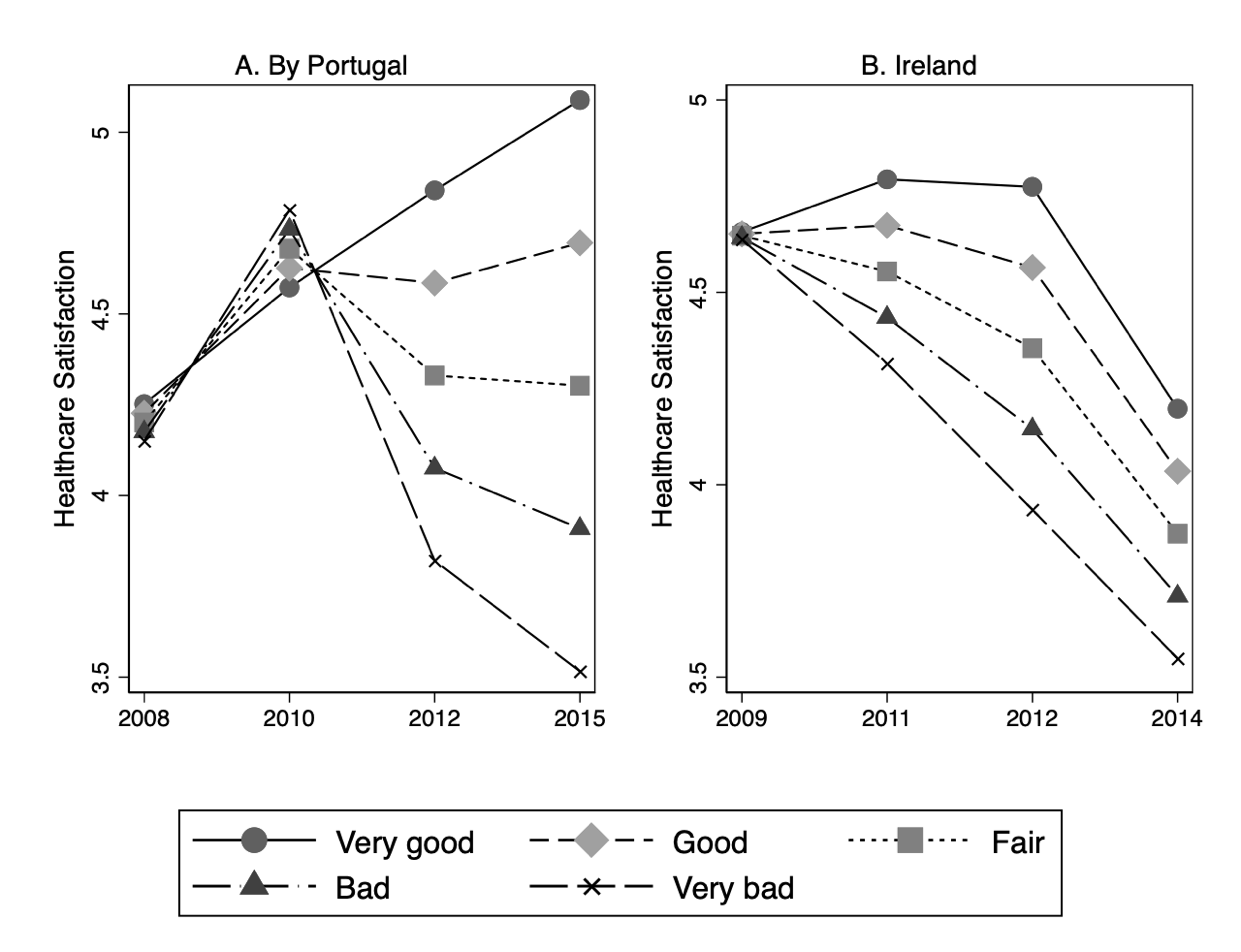 A. By Portugal
Healthcare Satisfaction
5
4.5
4
3.5
2008 2010 2012 2015
B. Ireland
Healthcare Satisfaction
5
4.5
4
3.5
2009 2011 2012 2014
Very good Good Fair
Bad Very bad